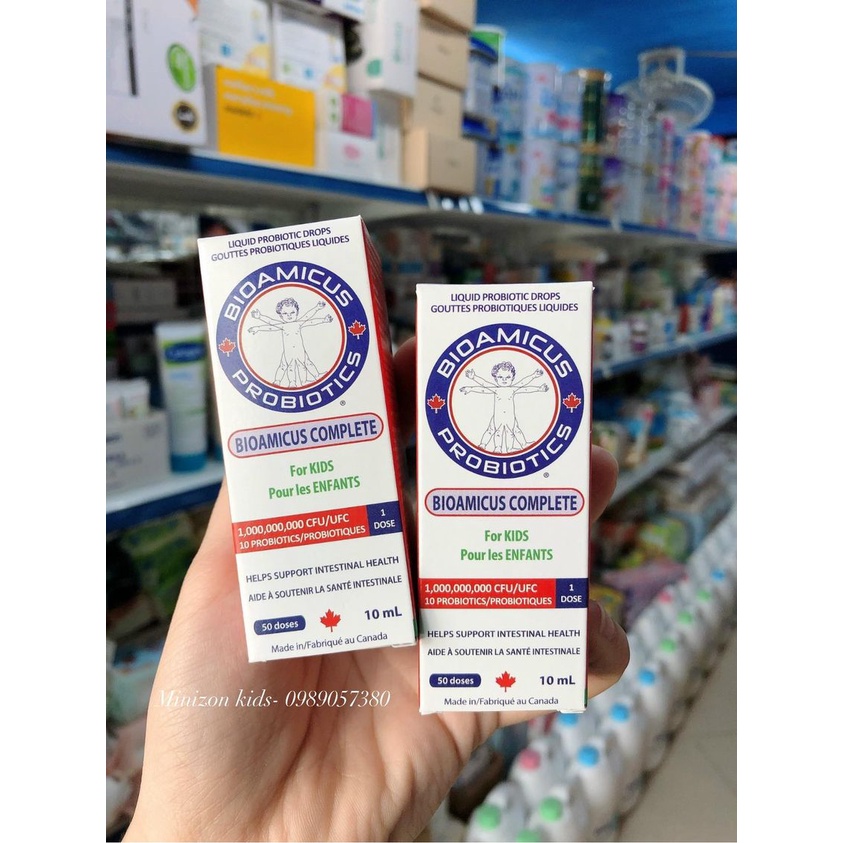 LIQUID PROBIOTIC DROPS
GOUTTES PROBIOTIQUES LIQUIDES
BIOAMICUS
PROBIOTICS®
BIOAMICUS COMPLETE
For KIDS
Pour les ENFANTS
1,000,000,000 CFU/UFC
10 PROBIOTICS/PROBIOTIQUES
1
DOSE
HELPS SUPPORT INTESTINAL HEALTH
AIDE À SOUTENIR LA SANTÉ INTESTINALE
50 doses
10 mL
Made in/Fabriqué au Canada
LIQUID PROBIOTIC DROPS
GOUTTES PROBIOTIQUES LIQUIDES
BIOAMICUS
PROBIOTICS®
BIOAMICUS COMPLETE
For KIDS
Pour les ENFANTS
1,000,000,000 CFU/UFC
10 PROBIOTICS/PROBIOTIQUES
1
DOSE
HELPS SUPPORT INTESTINAL HEALTH
AIDE À SOUTENIR LA SANTÉ INTESTINALE
50 doses
10 mL
Made in/Fabriqué au Canada
Minizon kids- 0989057380